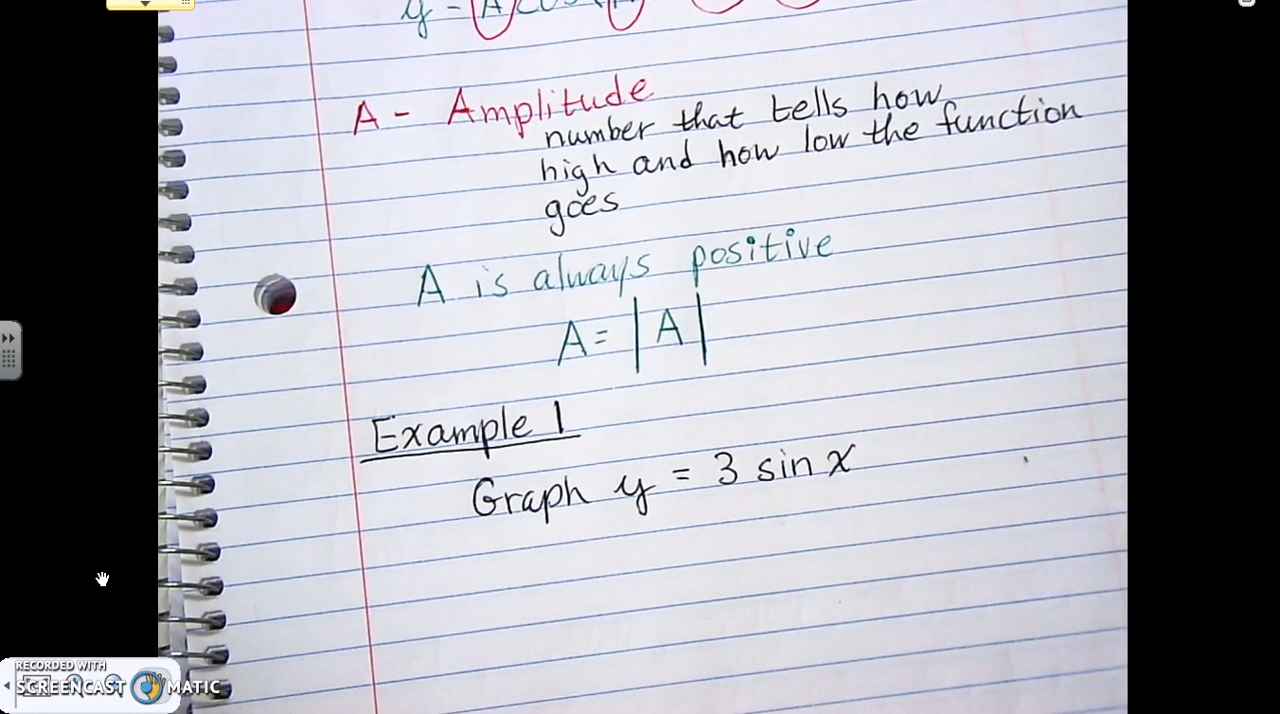 y = A cos
A - Amplitude
number that tells how
high and how low the function
goes
A is always positive
A = |A|
Example 1
Graph y = 3 sin x
RECORDED WITH
SCREENCAST MATIC